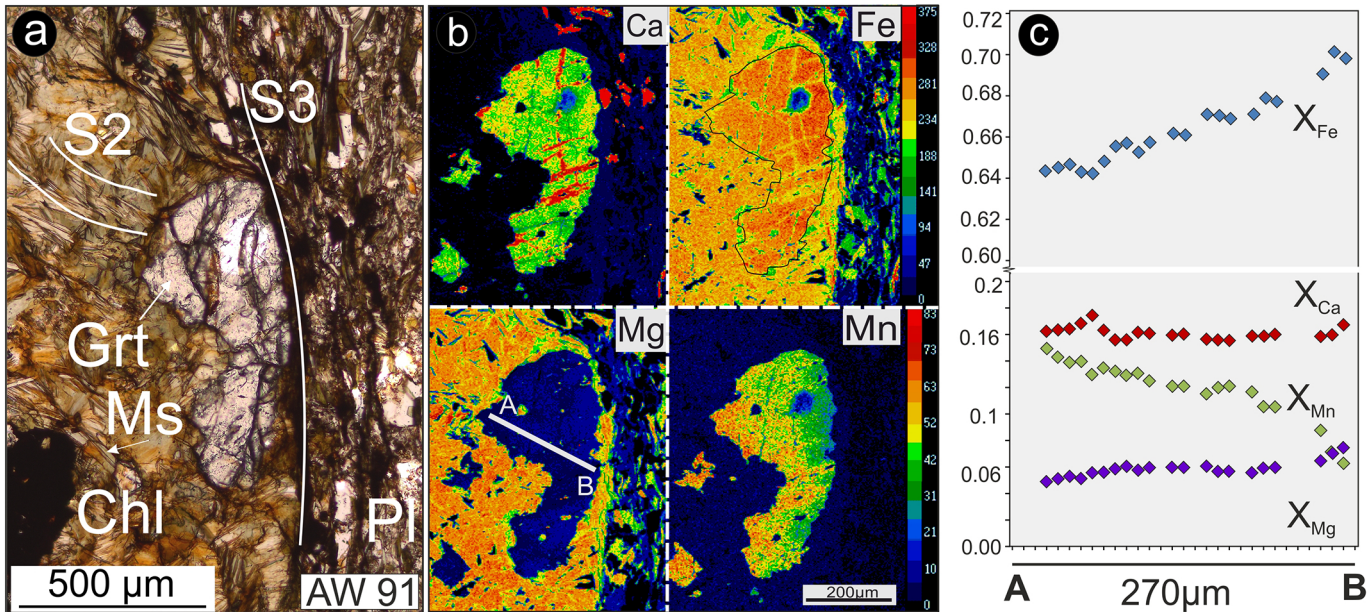 a
S2
S3
Grt
Ms
Chl
Pl
500 µm
AW 91
b
Ca
Fe
Mg
Mn
A
B
200µm
375
328
281
234
188
141
94
47
0
83
73
63
52
42
31
21
10
0
c
0.72
0.70
0.68
0.66
0.64
0.62
0.60
0.2
0.16
0.1
0.06
0.00
XFe
XCa
XMn
XMg
A
270µm
B